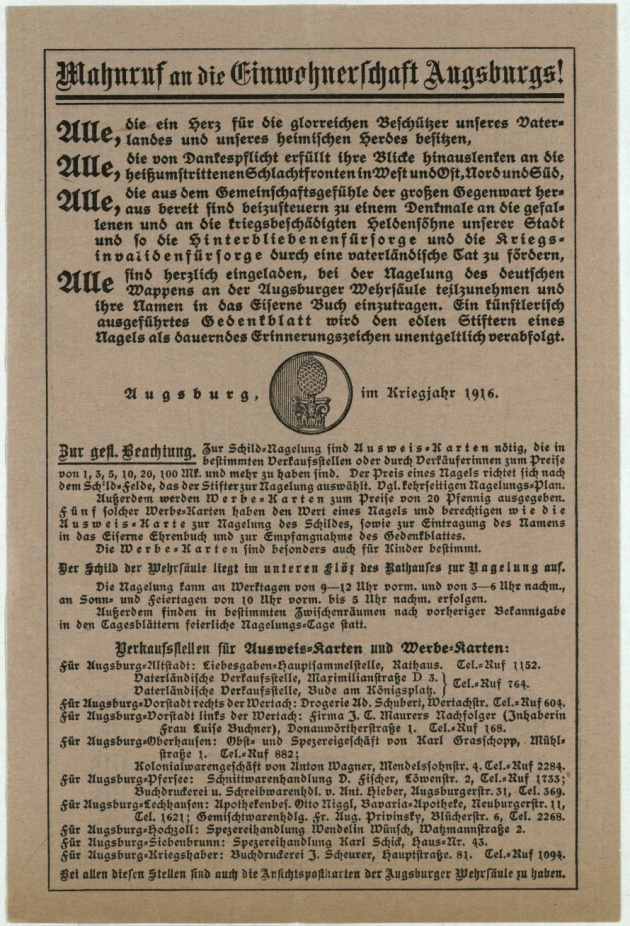 Mahnruf an die Einwohnerschaft Augsburgs!
Alle, die ein Herz für die glorreichen Beschützer unseres Vater-
landes und unseres heimischen Herdes besitzen,
Alle, die von Dankespflicht erfüllt ihre Blicke hinauslenken an die
heißumstrittenen Schlachtfronten in West und Ost, Nord und Süd,
Alle, die aus dem Gemeinschaftsgefühle der großen Gegenwart her-
aus bereit sind beizusteuern zu einem Denkmale an die gefal-
lenen und an die kriegsbeschädigten Heldensöhne unserer Stadt
und so die Hinterbliebenenfürsorge und die Kriegs-
invalidenfürsorge durch eine vaterländische Tat zu fördern,
Alle sind herzlich eingeladen, bei der Nagelung des deutschen
Wappens an der Augsburger Wehrsäule teilzunehmen und
ihre Namen in das Eiserne Buch einzutragen. Ein künstlerisch
ausgeführtes Gedenkblatt wird den edlen Stiftern eines
Nagels als dauerndes Erinnerungszeichen unentgeltlich verabfolgt.
Augsburg, im Kriegjahr 1916.
Zur gefl. Beachtung. Zur Schild-Nagelung sind Ausweis-Karten nötig, die in
bestimmten Verkaufsstellen oder durch Verkäuferinnen zum Preise
von 1, 3, 5, 10, 20, 100 Mk. und mehr zu haben sind. Der Preis eines Nagels richtet sich nach
dem Schild-Felde, das der Stifter zur Nagelung auswählt. Vgl. kehrseitigen Nagelungs-Plan.
Außerdem werden Werbe-Karten zum Preise von 20 Pfennig ausgegeben.
Fünf solcher Werbe-Karten haben den Wert eines Nagels und berechtigen wie die
Ausweis-Karte zur Nagelung des Schildes, sowie zur Eintragung des Namens
in das Eiserne Ehrenbuch und zur Empfangnahme des Gedenkblattes.
Die Werbe-Karten sind besonders auch für Kinder bestimmt.
Der Schild der Wehrsäule liegt im unteren Flöz des Rathauses zur Nagelung auf.
Die Nagelung kann an Werktagen von 9–12 Uhr vorm. und von 3–6 Uhr nachm.,
an Sonn- und Feiertagen von 10 Uhr vorm. bis 5 Uhr nachm. erfolgen.
Außerdem finden in bestimmten Zwischenräumen nach vorheriger Bekanntgabe
in den Tagesblättern feierliche Nagelungs-Tage statt.
Verkaufsstellen für Ausweis-Karten und Werbe-Karten:
Für Augsburg-Altstadt: Liebesgaben-Hauptsammelstelle, Rathaus. Tel.-Ruf 1152.
Vaterländische Verkaufsstelle, Maximilianstraße D 3.
Vaterländische Verkaufsstelle, Bude am Königsplatz. } Tel.-Ruf 764.
Für Augsburg-Vorstadt rechts der Wertach: Drogerie Ad. Schubert, Wertachstr. Tel.-Ruf 604.
Für Augsburg-Vorstadt links der Wertach: Firma J. C. Maurers Nachfolger (Inhaberin
Frau Luise Buchner), Donauwörtherstraße 1. Tel.-Ruf 168.
Für Augsburg-Oberhausen: Obst- und Spezereigeschäft von Karl Grasschopp, Mühl-
straße 1. Tel.-Ruf 882;
Kolonialwarengeschäft von Anton Wagner, Mendelssohnstr. 4. Tel.-Ruf 2284.
Für Augsburg-Pfersee: Schnittwarenhandlung D. Fischer, Löwenstr. 2, Tel.-Ruf 1733;
Buchdruckerei u. Schreibwarenhdl. v. Ant. Hieber, Augsburgerstr. 31, Tel. 369.
Für Augsburg-Lechhausen: Apothekenbes. Otto Niggl, Bavaria-Apotheke, Neuburgerstr. 11,
Tel. 1621; Gemischtwarenhdlg. Fr. Aug. Privinsky, Blücherstr. 6, Tel. 2268.
Für Augsburg-Hochzoll: Spezereihandlung Wendelin Wünsch, Watzmannstraße 2.
Für Augsburg-Siebenbrunn: Spezereihandlung Karl Schick, Haus-Nr. 43.
Für Augsburg-Kriegshaber: Buchdruckerei J. Scheurer, Hauptstraße. 81. Tel.-Ruf 1094.
Bei allen diesen Stellen sind auch die Ansichtspostkarten der Augsburger Wehrsäule zu haben.